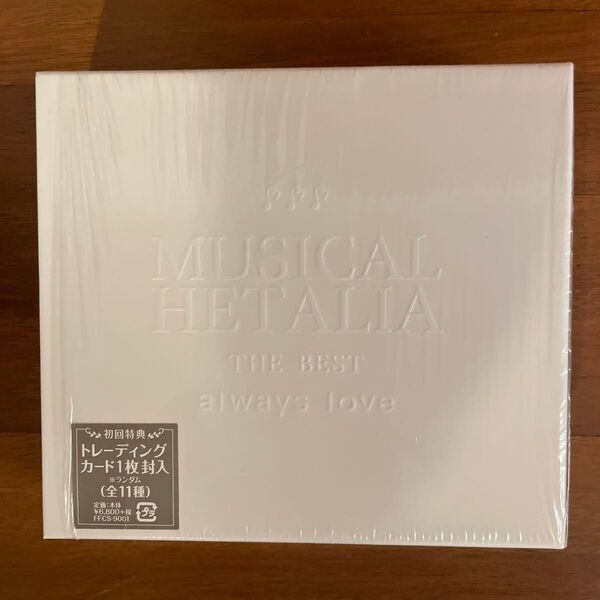 MUSICAL
HETALIA
THE BEST
always love
初回特典
トレーディング
カード1枚封入
※ランダム
(全11種)
定価:本体
¥6,800+税
FFCS-9001